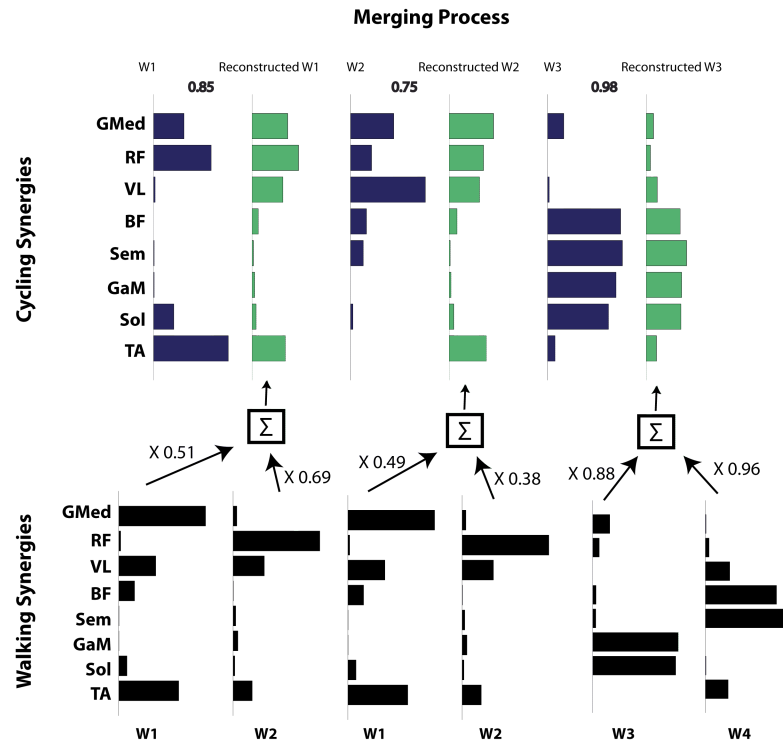 Merging Process
W1 Reconstructed W1 W2 Reconstructed W2 W3 Reconstructed W3
0.85 0.75 0.98
Cycling Synergies
GMed
RF
VL
BF
Sem
GaM
Sol
TA
Σ Σ Σ
X 0.51 X 0.69 X 0.49 X 0.38 X 0.88 X 0.96
Walking Synergies
GMed
RF
VL
BF
Sem
GaM
Sol
TA
W1 W2 W1 W2 W3 W4